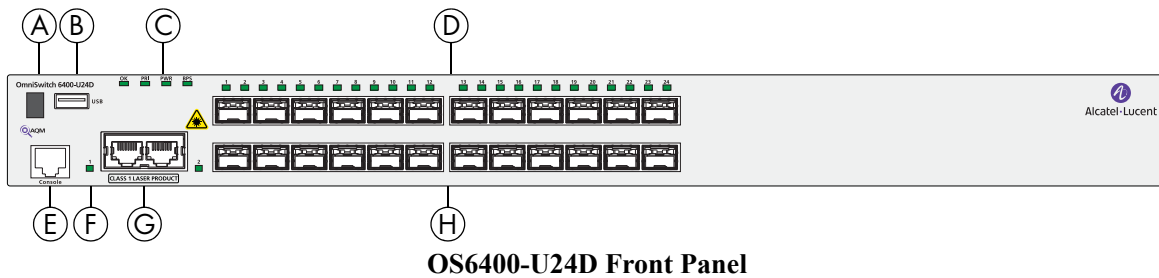 A B C D
OmniSwitch 6400-U24D
OK PRI PWR BPS
1 2 3 4 5 6 7 8 9 10 11 12 13 14 15 16 17 18 19 20 21 22 23 24
USB
AQM
Alcatel·Lucent
1 2
Console
CLASS 1 LASER PRODUCT
E F G H
OS6400-U24D Front Panel